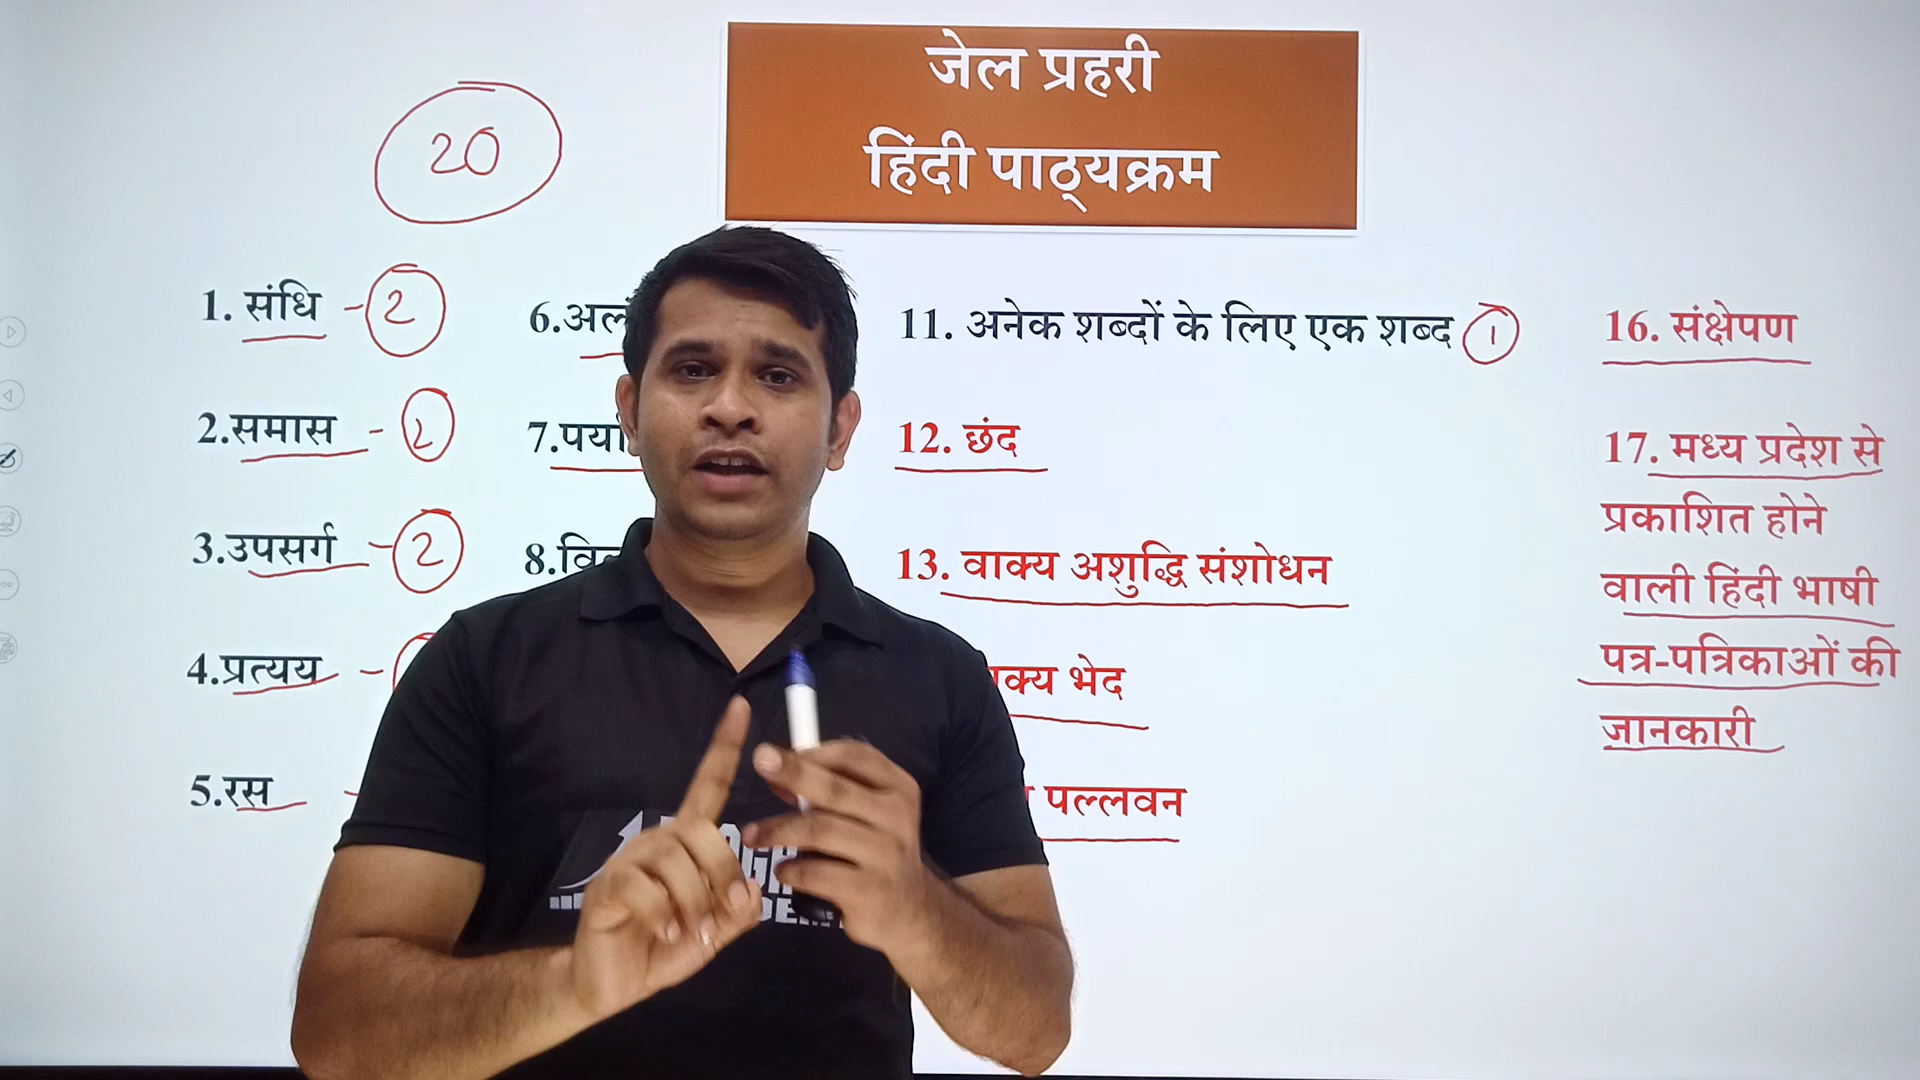 जेल प्रहरी
हिंदी पाठ्यक्रम
20
1. संधि - 2
2.समास - 2
3.उपसर्ग - 2
4.प्रत्यय -
5.रस -
6.
7.
8.
11. अनेक शब्दों के लिए एक शब्द 1
12. छंद
13. वाक्य अशुद्धि संशोधन
भेद
पल्लवन
16. संक्षेपण
17. मध्य प्रदेश से
प्रकाशित होने
वाली हिंदी भाषी
पत्र-पत्रिकाओं की
जानकारी